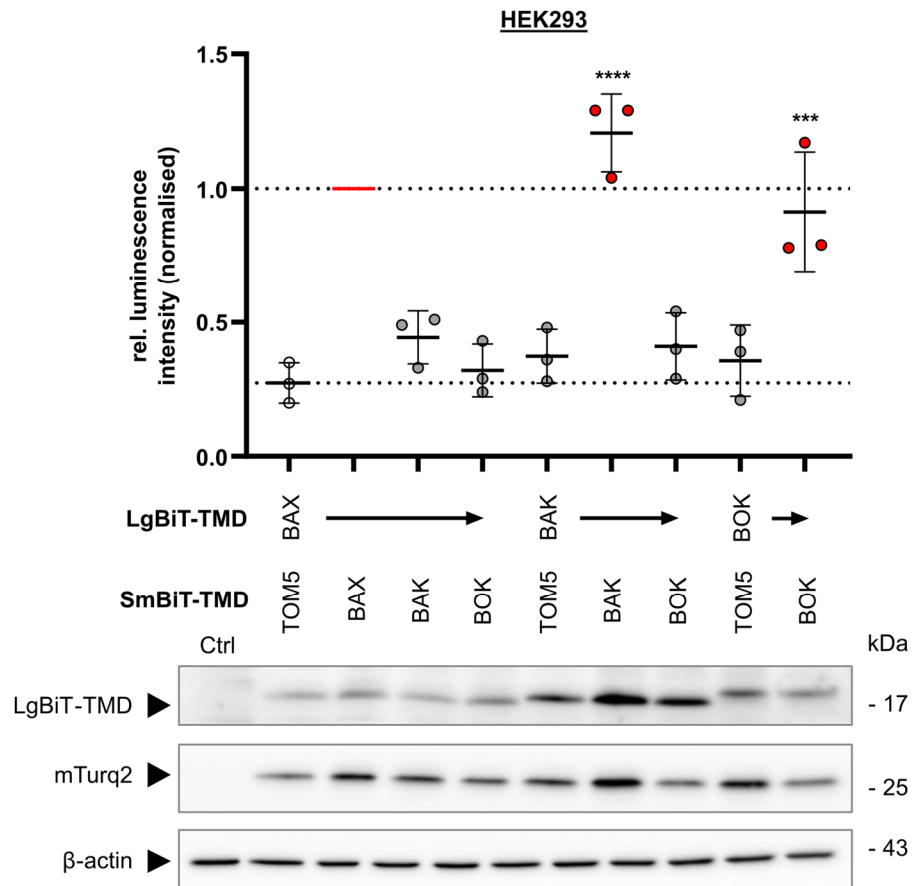 HEK293
rel. luminescence
intensity (normalised)
1.5
1.0
0.5
0.0
****
***
LgBiT-TMD BAX BAK BOK
SmBiT-TMD TOM5 BAX BAK BOK TOM5 BAK BOK TOM5 BOK
Ctrl
kDa
LgBiT-TMD - 17
mTurq2 - 25
β-actin - 43